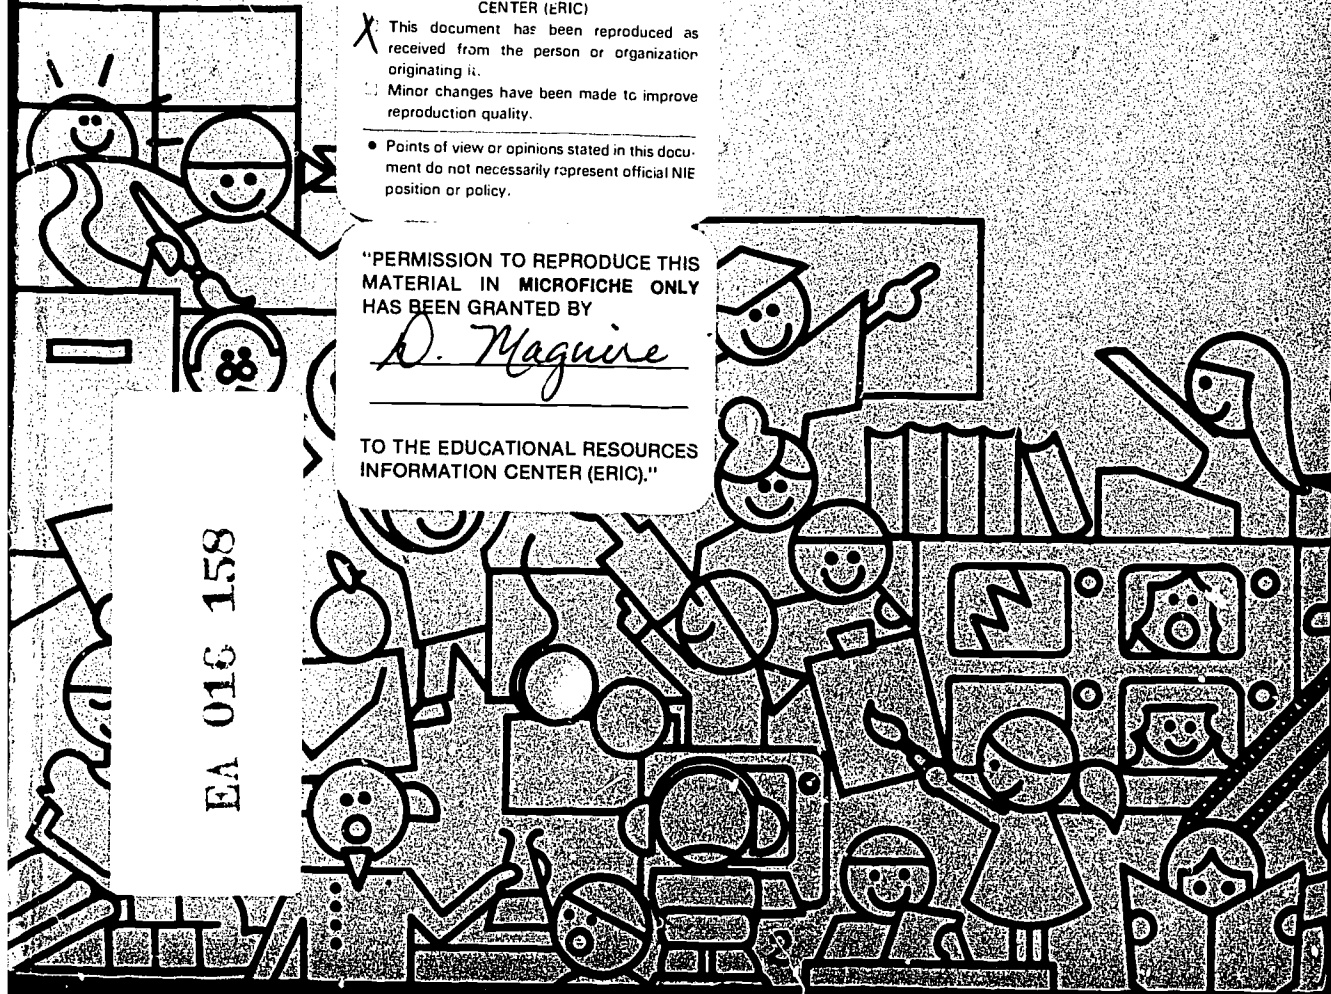 CENTER (ERIC)
X This document has been reproduced as
received from the person or organization
originating it.
Minor changes have been made to improve
reproduction quality.
• Points of view or opinions stated in this docu-
ment do not necessarily represent official NIE
position or policy.
"PERMISSION TO REPRODUCE THIS
MATERIAL IN MICROFICHE ONLY
HAS BEEN GRANTED BY
D. Maguire
TO THE EDUCATIONAL RESOURCES
INFORMATION CENTER (ERIC)."
EA 016 158